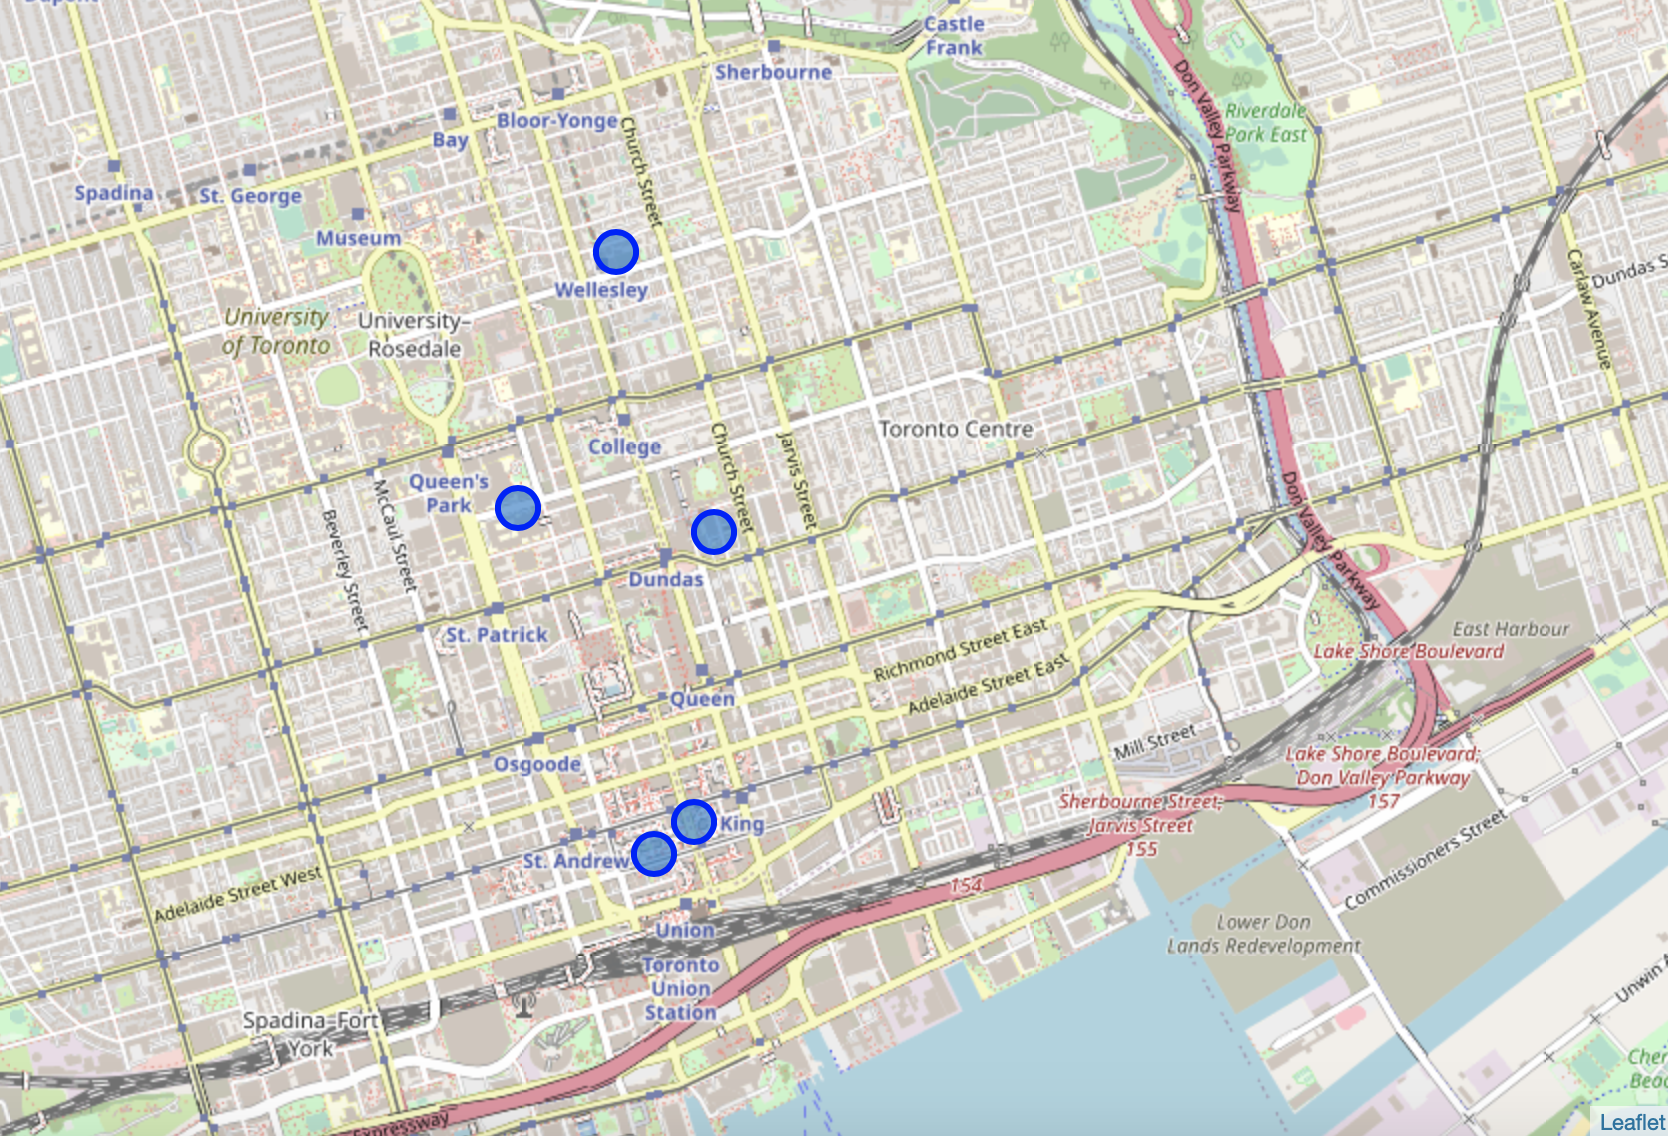 Castle
Frank
Sherbourne
Don Valley Parkway
Riverdale
Park East
Bloor-Yonge
Church Street
Bay
Spadina
St. George
Museum
Wellesley
Carlaw Avenue
University
of Toronto
University–
Rosedale
Toronto Centre
College
Church Street
Jarvis Street
Queen's
Park
McCaul Street
Beverley Street
Don Valley Parkway
Dundas
St. Patrick
Richmond Street East
East Harbour
Lake Shore Boulevard
Adelaide Street East
Queen
Mill Street
Osgoode
Lake Shore Boulevard;
Don Valley Parkway
157
Sherbourne Street;
Jarvis Street
155
King
St. Andrew
Commissioners Street
Adelaide Street West
154
Lower Don
Lands Redevelopment
Union
Toronto
Union
Station
Spadina–Fort
York
Expressway
Leaflet